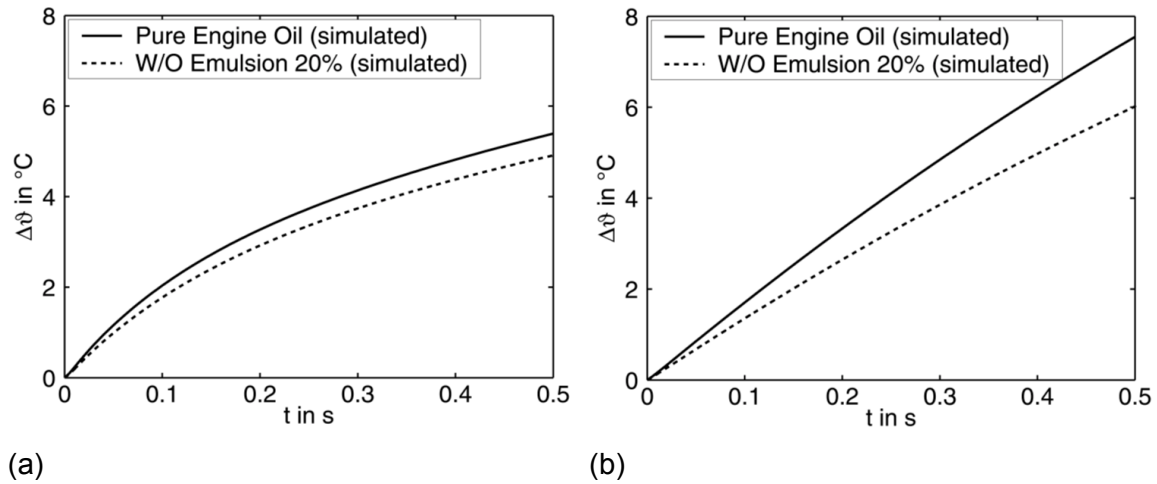 8
Pure Engine Oil (simulated)
W/O Emulsion 20% (simulated)
6
4
2
0
Δϑ in °C
0 0.1 0.2 0.3 0.4 0.5
t in s
(a)
8
Pure Engine Oil (simulated)
W/O Emulsion 20% (simulated)
6
4
2
0
Δϑ in °C
0 0.1 0.2 0.3 0.4 0.5
t in s
(b)